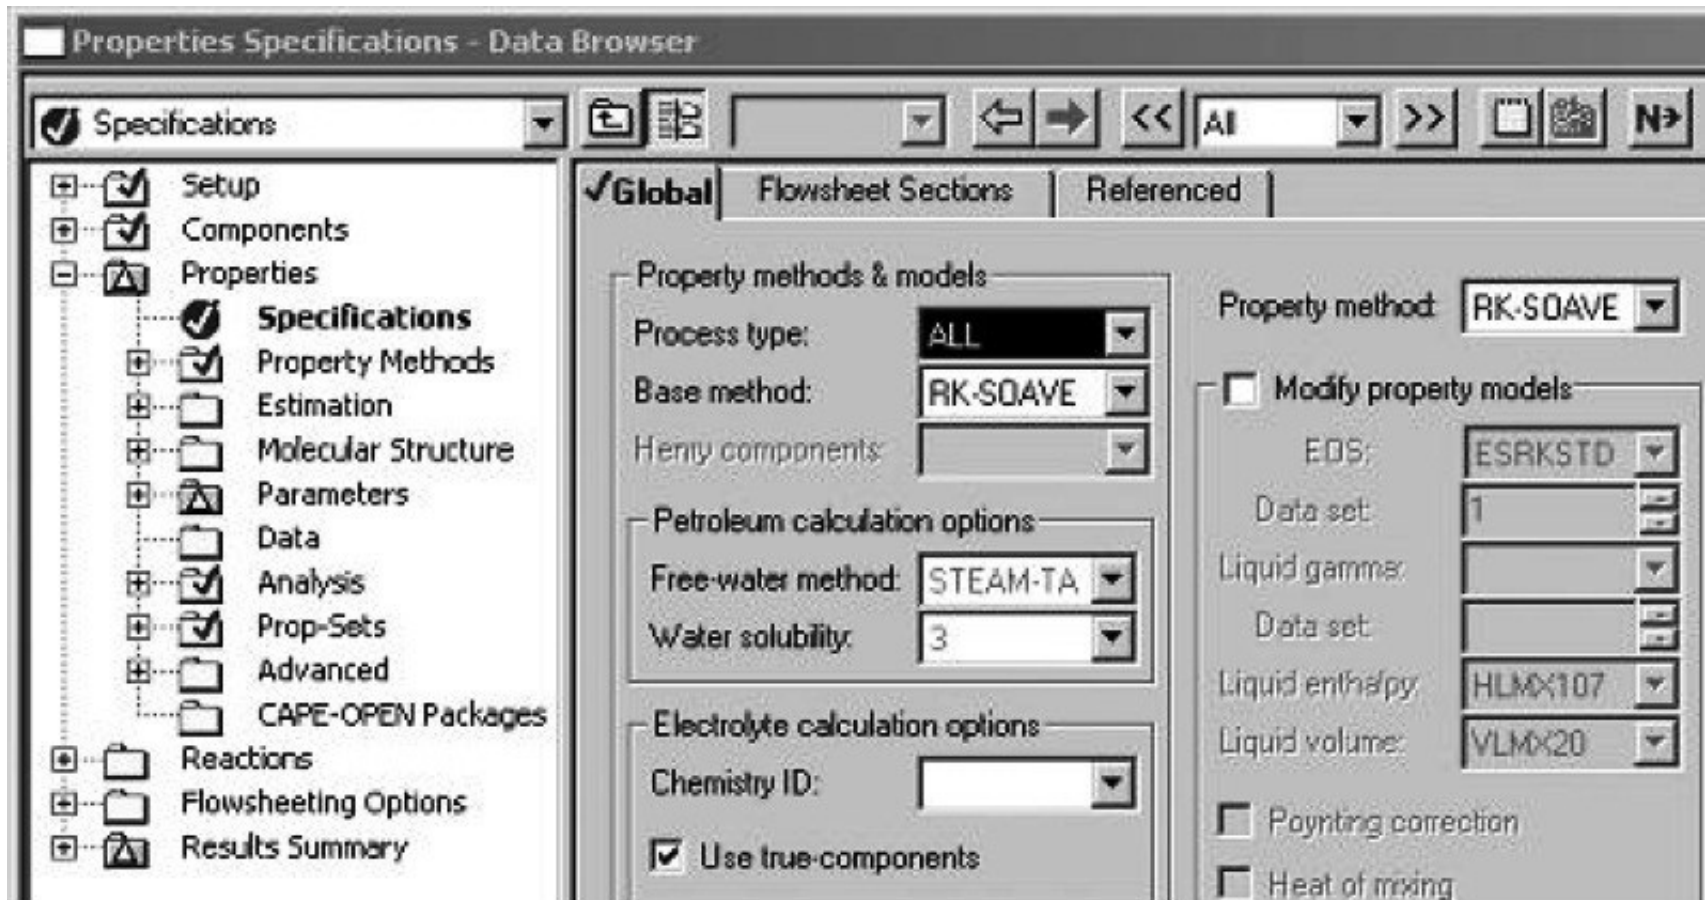 Properties Specifications - Data Browser
Specifications
<<
All
>>
N
Setup
Components
Properties
Specifications
Property Methods
Estimation
Molecular Structure
Parameters
Data
Analysis
Prop-Sets
Advanced
CAPE-OPEN Packages
Reactions
Flowsheeting Options
Results Summary
Global
Flowsheet Sections
Referenced
Property methods & models
Process type: ALL
Base method: RK-SOAVE
Henry components:
Petroleum calculation options
Free-water method: STEAM-TA
Water solubility: 3
Electrolyte calculation options
Chemistry ID:
Use true-components
Property method: RK-SOAVE
Modify property models
EOS: ESRKSTD
Data set: 1
Liquid gamma:
Data set:
Liquid enthalpy: HLMX107
Liquid volume: VLMX20
Poynting correction
Heat of mixing